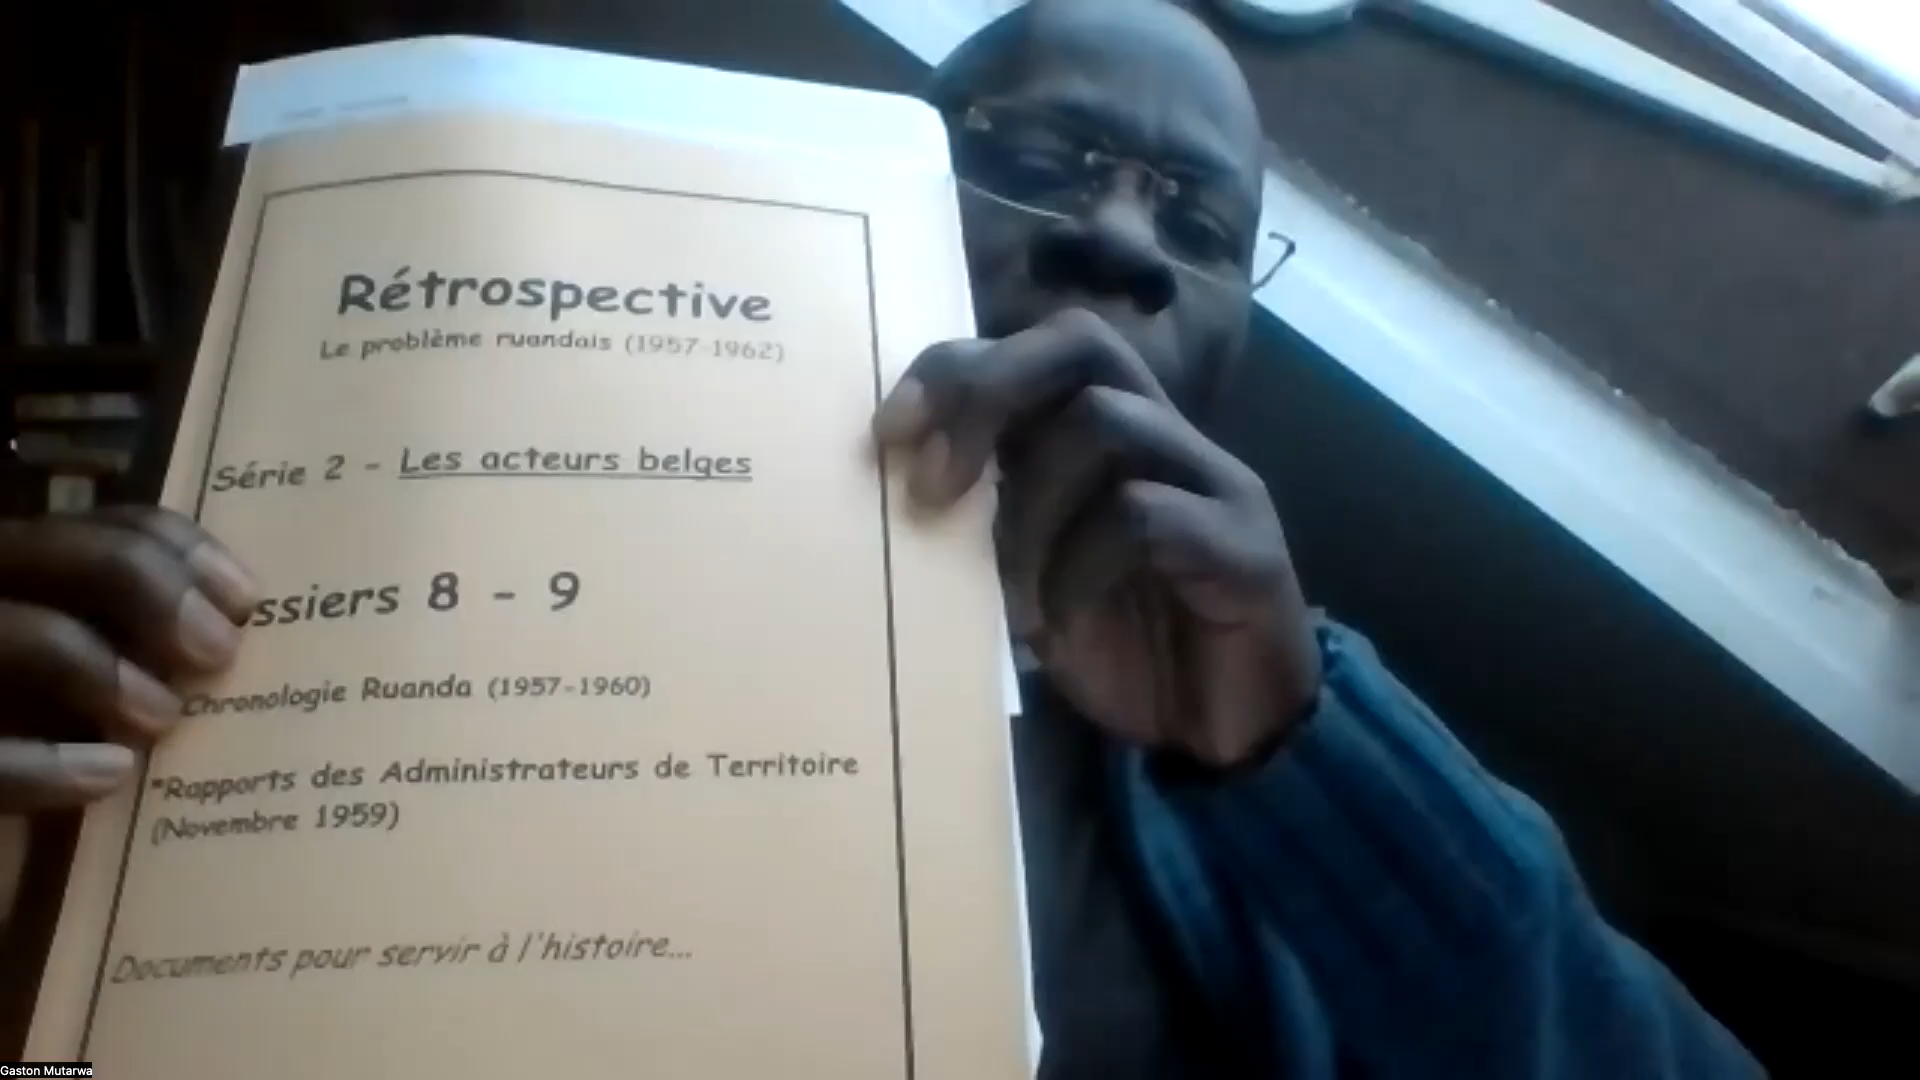 Rétrospective
Le problème ruandais (1957-1962)
Série 2 - Les acteurs belges
ssiers 8 - 9
Chronologie Ruanda (1957-1960)
"Rapports des Administrateurs de Territoire
(Novembre 1959)
Documents pour servir à l'histoire...
Gaston Mutarwa